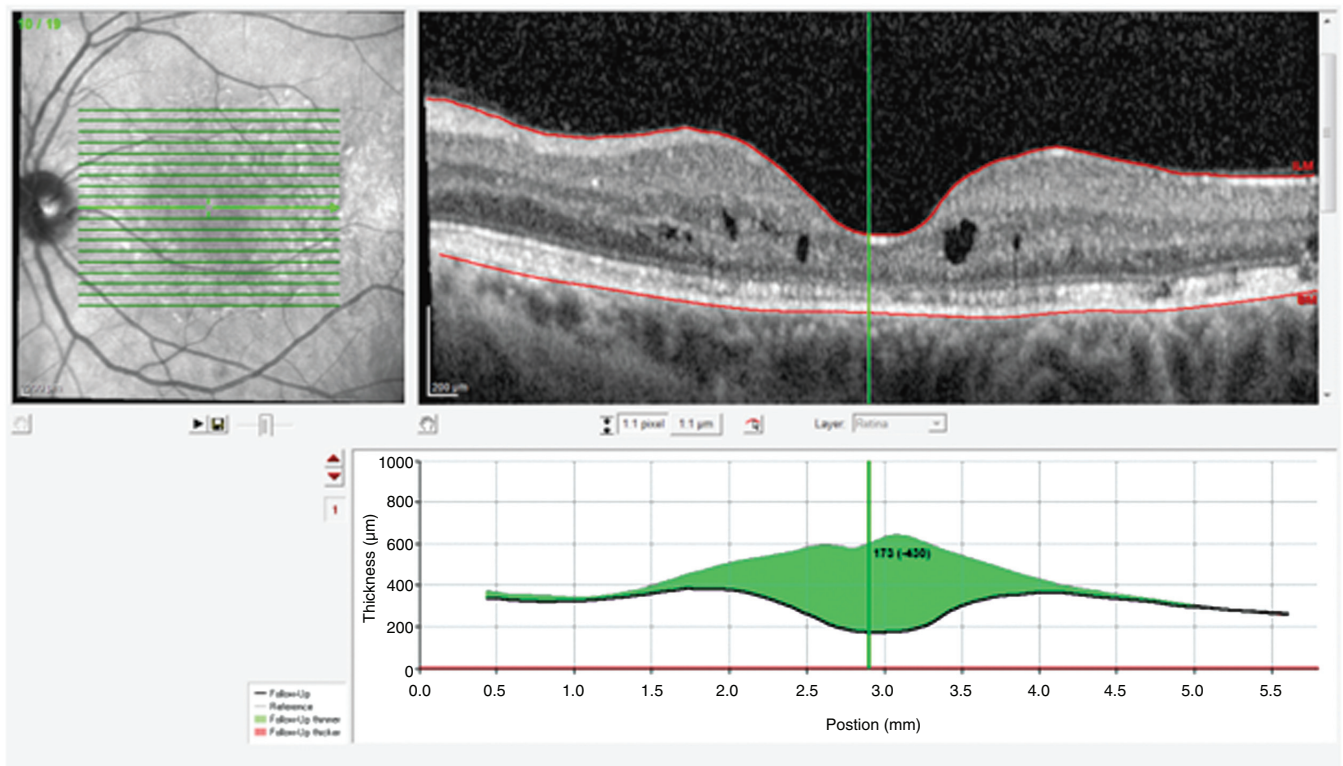 10 / 19
ILM
BM
200 µm
200 µm
1.1 pixel
1.1 µm
Layer:
Retina
1
Thickness (µm)
1000
800
600
400
200
0
173 (-430)
0.0 0.5 1.0 1.5 2.0 2.5 3.0 3.5 4.0 4.5 5.0 5.5
Postion (mm)
Follow-Up
Reference
Follow-Up thinner
Follow-Up thicker